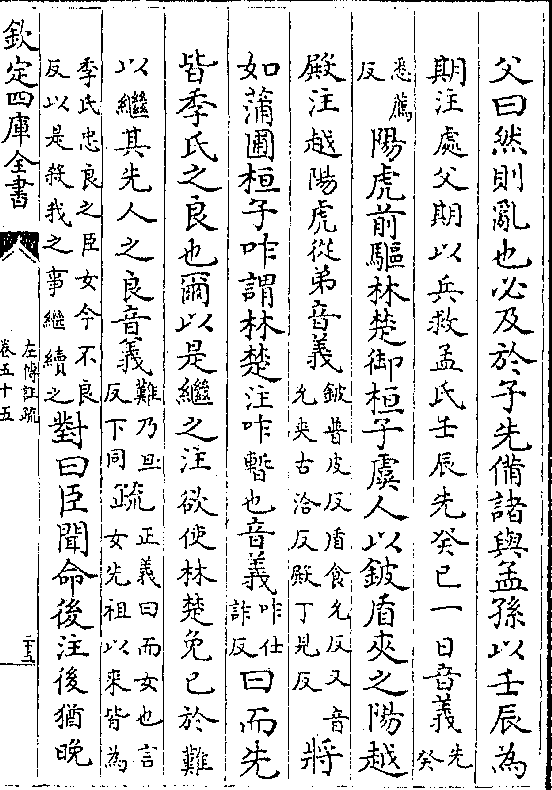 父曰然則亂也必及於子先備諸與孟孫以壬辰為
期注處父期以兵救孟氏壬辰先癸巳一日音義先癸
悉薦反陽虎前驅林楚御桓子虞人以鈹盾夾之陽越
殿注越陽虎從弟音義鈹普皮反盾食允反又音允夾古洽反殿丁見反將
如蒲圃桓子咋謂林楚注咋暫也音義咋仕詐反曰而先
皆季氏之良也爾以是繼之注欲使林楚免已於難
以繼其先人之良音義難乃旦反下同疏正義曰而女也言女先祖以來皆為
季氏忠良之臣女今不良反以是殺我之事繼續之對曰臣聞命後注後猶晚
欽定四庫全書
左傳註疏
卷五十五
二十五